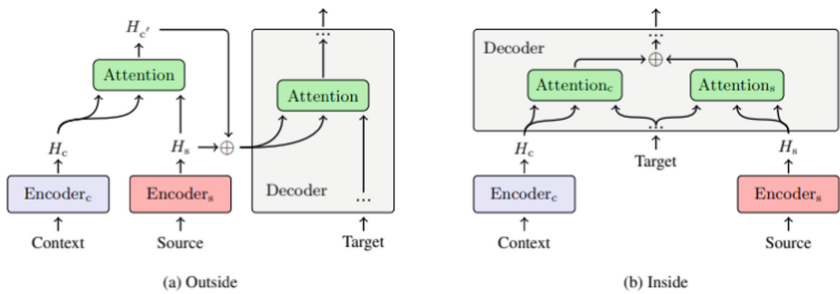 H_c′
Attention
H_c
H_s
Encoder_c
Encoder_s
Context
Source
...
Attention
Decoder
...
Target
(a) Outside
...
Decoder
Attention_c
Attention_s
...
H_c
Target
H_s
Encoder_c
Encoder_s
Context
Source
(b) Inside